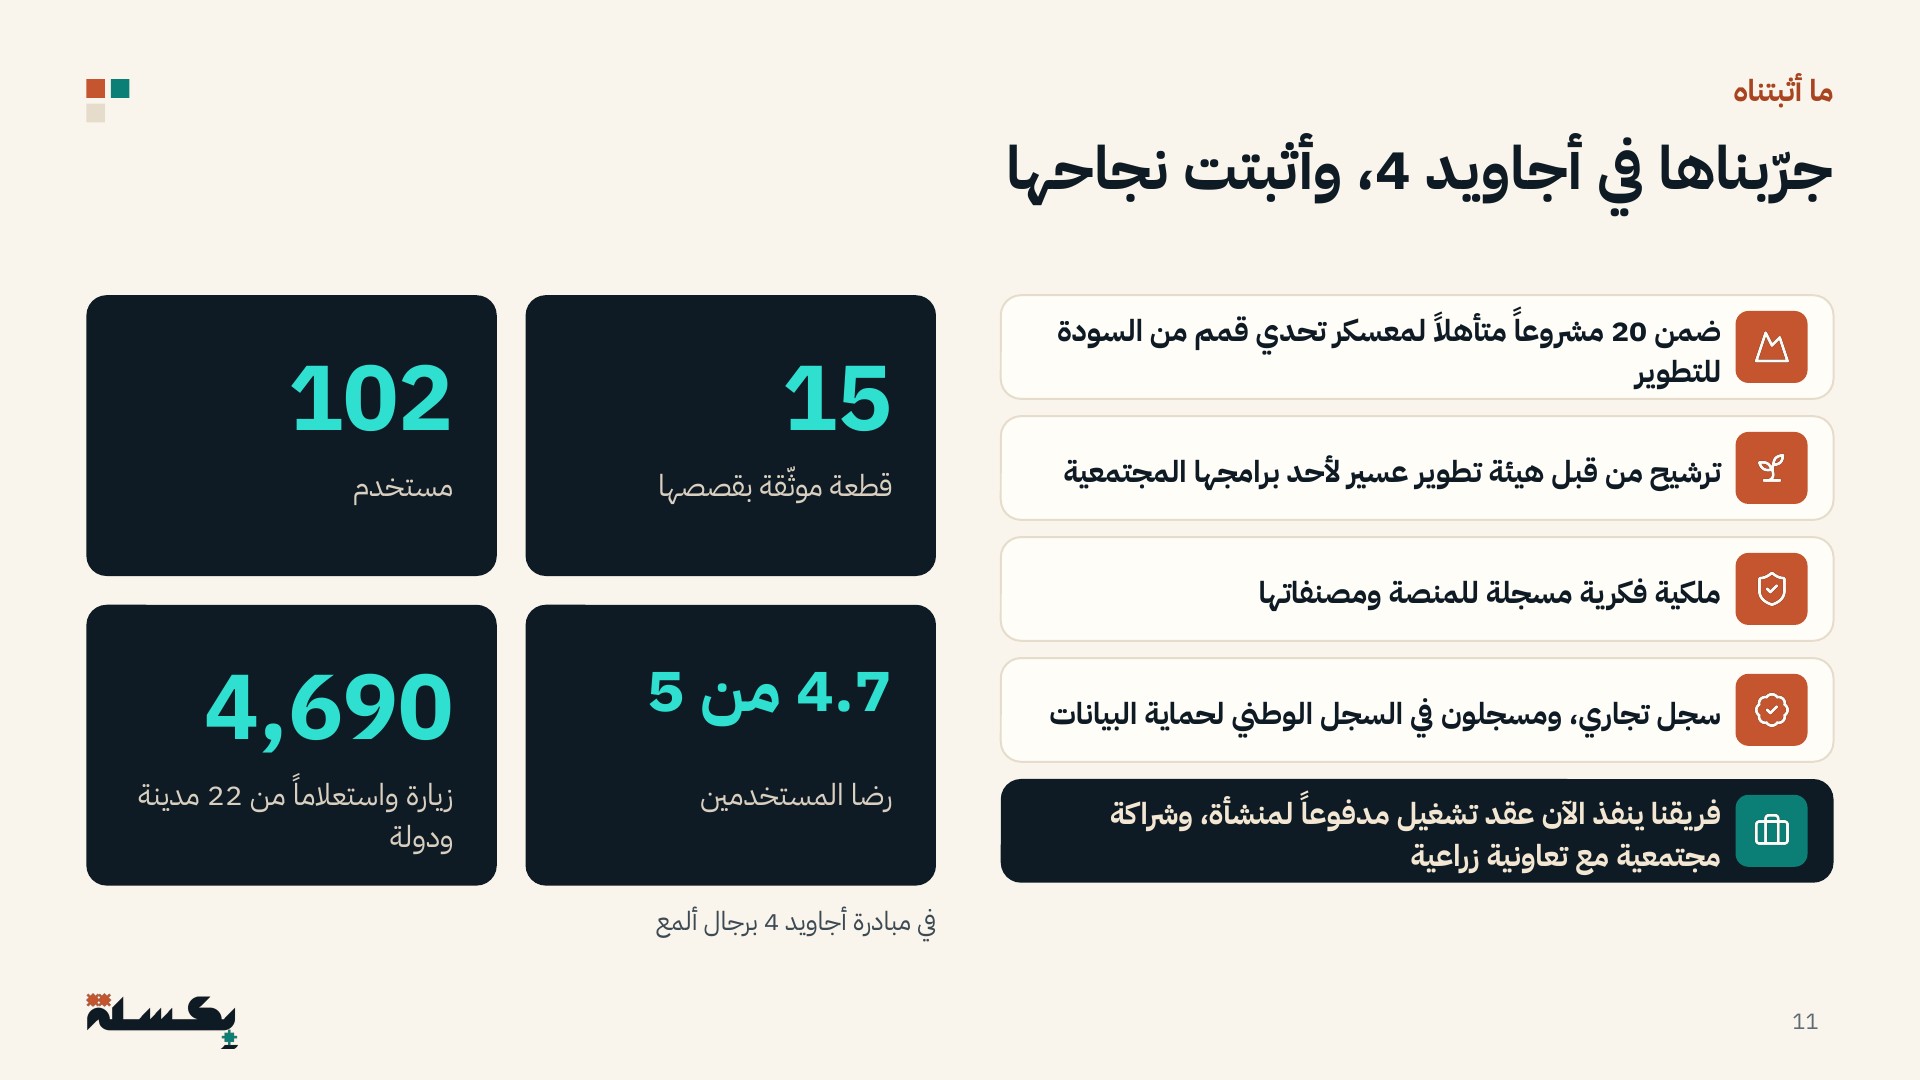 ما أثبتناه
جرّبناها في أجاويد 4، وأثبتت نجاحها
ضمن 20 مشروعاً متأهلاً لمعسكر تحدي قمم من السودة
للتطوير
ترشيح من قبل هيئة تطوير عسير لأحد برامجها المجتمعية
ملكية فكرية مسجلة للمنصة ومصنفاتها
سجل تجاري، ومسجلون في السجل الوطني لحماية البيانات
فريقنا ينفذ الآن عقد تشغيل مدفوعاً لمنشأة، وشراكة
مجتمعية مع تعاونية زراعية
15
قطعة موثّقة بقصصها
102
مستخدم
4.7 من 5
رضا المستخدمين
4,690
زيارة واستعلاماً من 22 مدينة
ودولة
في مبادرة أجاويد 4 برجال ألمع
11
بكسلة